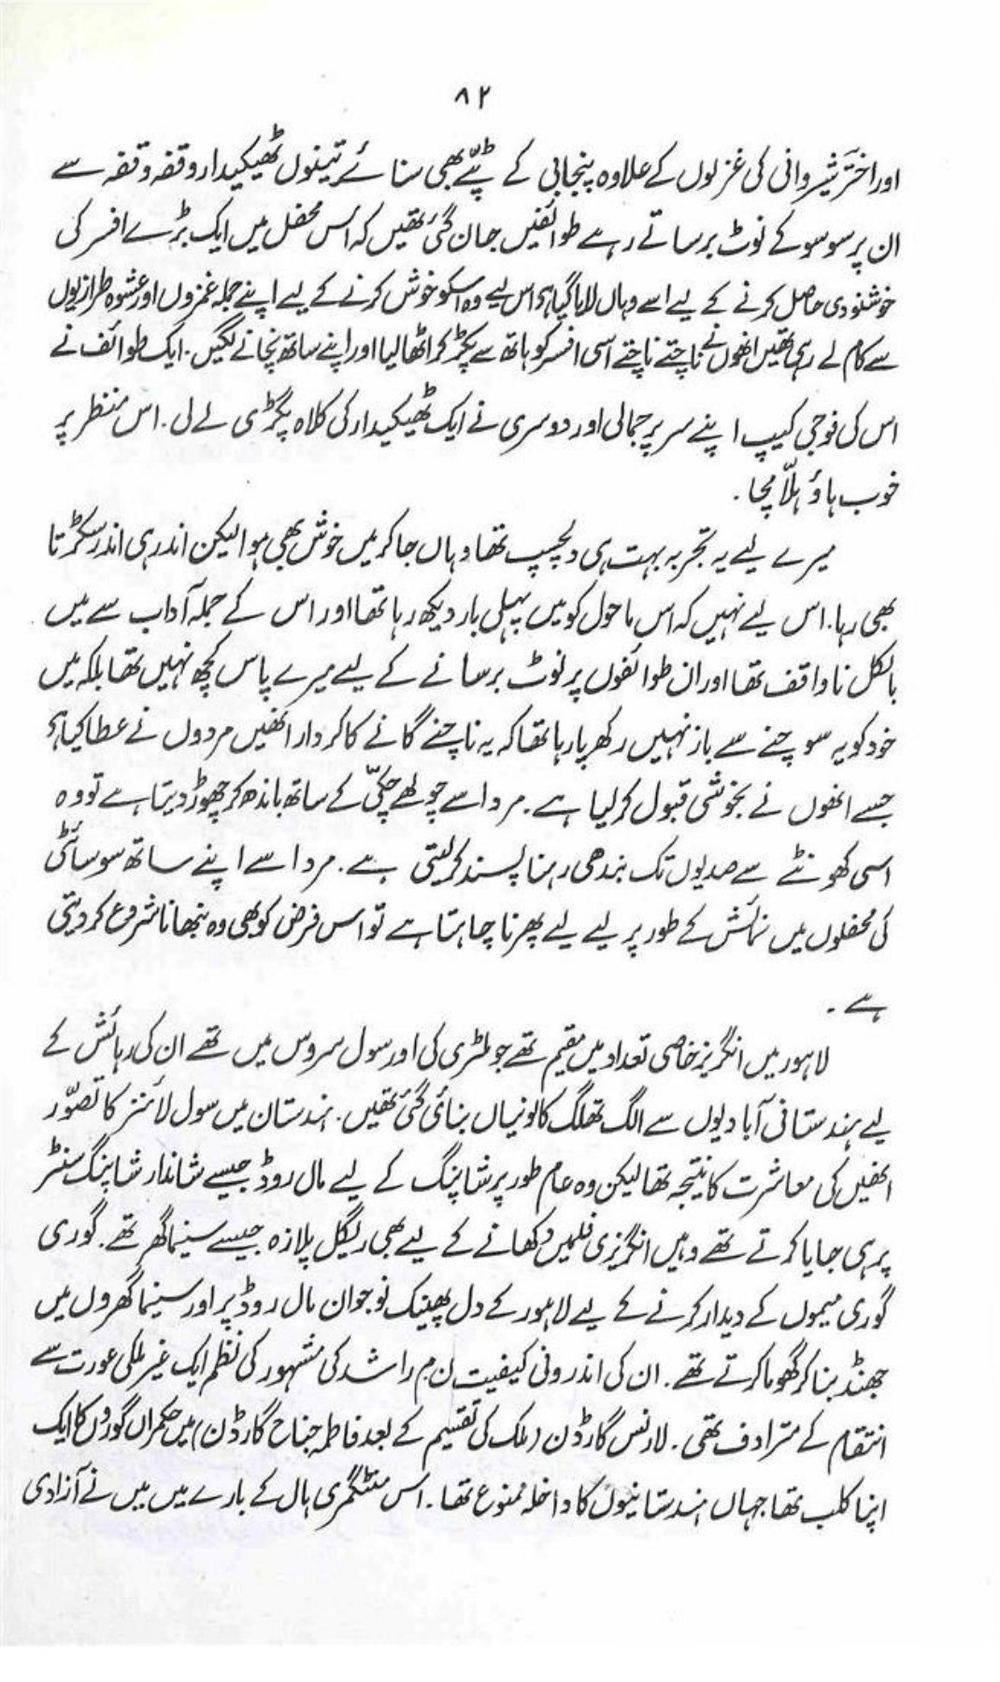 ۸۲
اور اختر شیروانی کی غزلوں کے علاوہ پنجابی کے ٹپّے بھی سنائے تینوں ٹھیکیدار وقفہ وقفہ سے
ان پر سو سو کے نوٹ برساتے رہے طوائفیں جان گئی تھیں کہ اس محفل میں ایک بڑے افسر کی
خوشنودی حاصل کرنے کے لیے اسے وہاں لایا گیا ہے اس لیے وہ اسکو خوش کرنے کے لیے اپنے جملہ غمزوں اور عشوہ طرازیوں
سے کام لے رہی تھیں انھوں نے ناچتے ناچتے اسی افسر کو ہاتھ سے پکڑ کر اٹھا لیا اور اپنے ساتھ نچانے لگیں۔ ایک طوائف نے
اس کی فوجی کیپ اپنے سر پر جمالی اور دوسری نے ایک ٹھیکیدار کی کلاہ پگڑی لے لی۔ اس منظر پر
خوب ہاؤ ہلّا مچا۔
میرے لیے یہ تجربہ بہت ہی دلچسپ تھا وہاں جا کر میں خوش بھی ہوا لیکن اندر ہی اندر سکڑتا
بھی رہا۔ اس لیے نہیں کہ اس ماحول کو میں پہلی بار دیکھ رہا تھا اور اس کے جملہ آداب سے میں
بالکل ناواقف تھا اور ان طوائفوں پر نوٹ برسانے کے لیے میرے پاس کچھ نہیں تھا بلکہ میں
خود کو یہ سوچنے سے باز نہیں رکھ پا رہا تھا کہ یہ ناچنے گانے کا کردار انھیں مردوں نے عطا کیا ہے
جسے انھوں نے بخوشی قبول کر لیا ہے۔ مرد اسے چولھے چکّی کے ساتھ باندھ کر چھوڑ دیتا ہے تو وہ
اسی کھونٹے سے صدیوں تک بندھی رہنا پسند کر لیتی ہے۔ مرد اسے اپنے ساتھ سوسائٹی
کی محفلوں میں نمائش کے طور پر لیے لیے پھرنا چاہتا ہے تو اس فرض کو بھی وہ نبھانا شروع کر دیتی
ہے۔
لاہور میں انگریز خاصی تعداد میں مقیم تھے جو ملٹری کی اور سول سروس میں تھے ان کی رہائش کے
لیے ہندستانی آبادیوں سے الگ تھلگ کالونیاں بنائی گئی تھیں۔ ہندستان میں سول لائنز کا تصوّر
انھیں کی معاشرت کا نتیجہ تھا لیکن وہ عام طور پر شاپنگ کے لیے مال روڈ جیسے شاندار شاپنگ سنٹر
پر ہی جایا کرتے تھے وہیں انگریزی فلمیں دکھانے کے لیے بھی ریگل پلازہ جیسے سینما گھر تھے۔ گوری
گوری میموں کے دیدار کرنے کے لیے لاہور کے دل پھینک نوجوان مال روڈ پر اور سینما گھروں میں
جھنڈ بنا کر گھوما کرتے تھے۔ ان کی اندرونی کیفیت ن م راشد کی مشہور کی نظم ایک غیر ملکی عورت سے
انتقام کے مترادف تھی۔ لارنس گارڈن (ملک کی تقسیم کے بعد فاطمہ جناح گارڈن) میں حکمراں گوروں کا ایک
اپنا کلب تھا جہاں ہندستانیوں کا داخلہ ممنوع تھا۔ اس منٹگمری ہال کے بارے میں میں نے آزادی